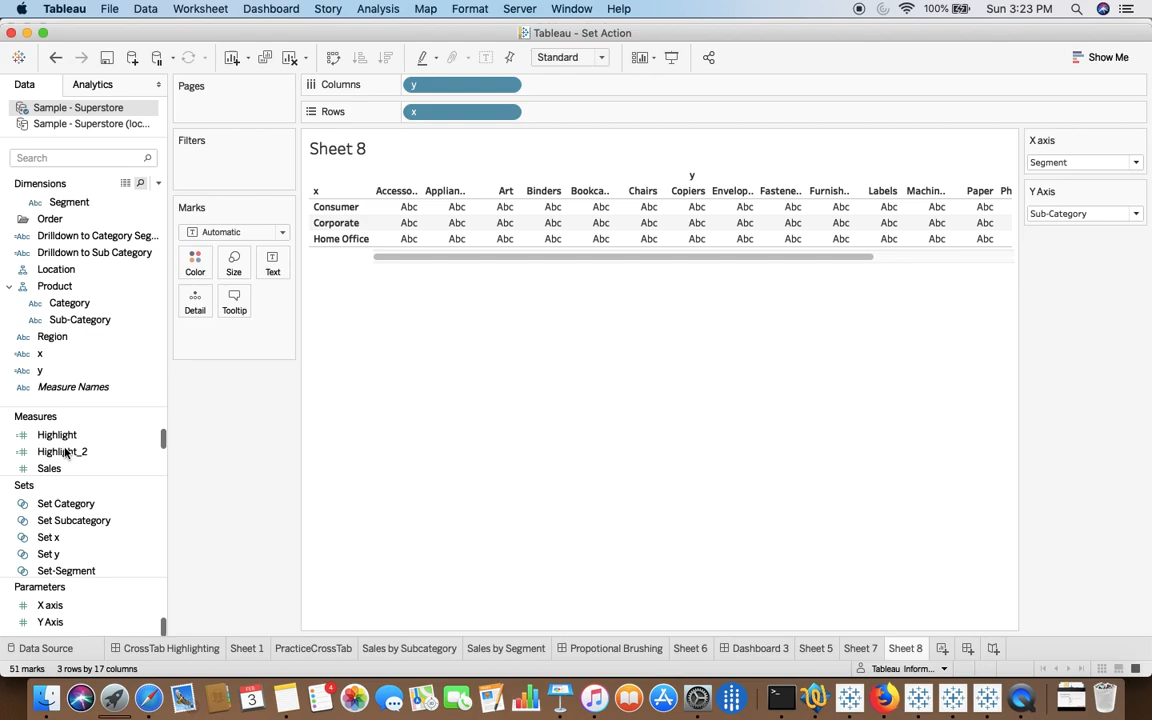 Tableau File Data Worksheet Dashboard Story Analysis Map Format Server Window Help 100% Sun 3:23 PM
Tableau - Set Action
Standard Show Me
Data Analytics Pages Columns y
Sample - Superstore
Sample - Superstore (loc... Rows x
Search Filters
Sheet 8 X axis
Segment
Dimensions
Segment
Order
Drilldown to Category Seg...
Drilldown to Sub Category
Location
Product
Category
Sub-Category
Region
x
y
Measure Names
Measures
Highlight
Highlight_2
Sales
Sets
Set Category
Set Subcategory
Set x
Set y
Set-Segment
Parameters
X axis
Y Axis
Marks
Automatic
Color Size Text
Detail Tooltip
y
x Accesso.. Applian.. Art Binders Bookca.. Chairs Copiers Envelop.. Fastene.. Furnish.. Labels Machin.. Paper Ph
Consumer Abc Abc Abc Abc Abc Abc Abc Abc Abc Abc Abc Abc Abc
Corporate Abc Abc Abc Abc Abc Abc Abc Abc Abc Abc Abc Abc Abc
Home Office Abc Abc Abc Abc Abc Abc Abc Abc Abc Abc Abc Abc Abc
Y Axis
Sub-Category
Data Source CrossTab Highlighting Sheet 1 PracticeCrossTab Sales by Subcategory Sales by Segment Propotional Brushing Sheet 6 Dashboard 3 Sheet 5 Sheet 7 Sheet 8
51 marks 3 rows by 17 columns Tableau Inform...